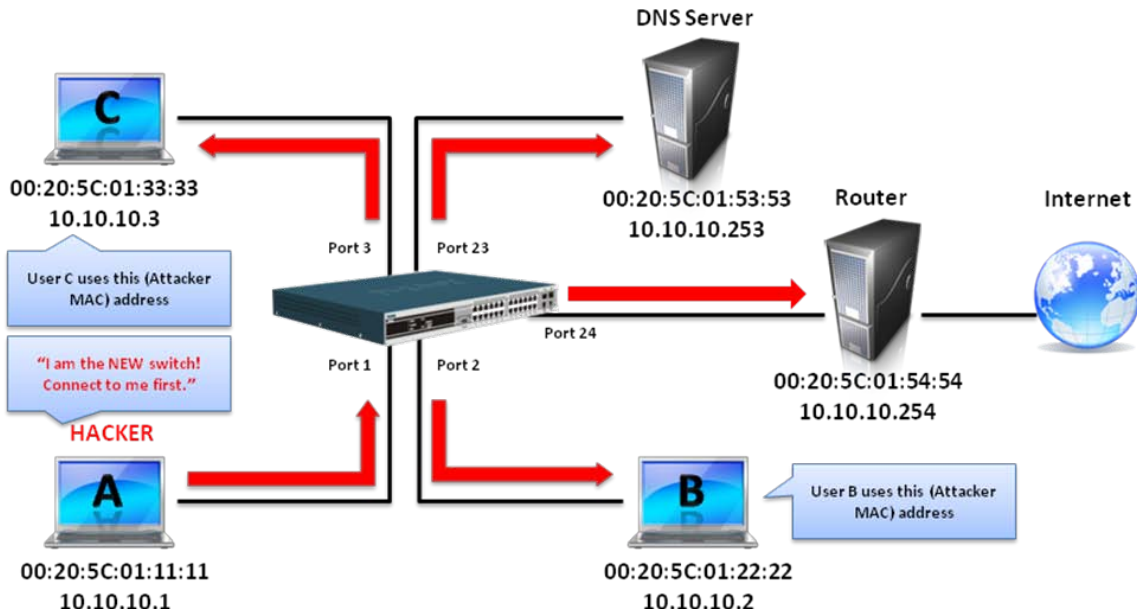 DNS Server
C
00:20:5C:01:33:33
10.10.10.3
00:20:5C:01:53:53
10.10.10.253
Router
Internet
Port 3
Port 23
User C uses this (Attacker
MAC) address
Port 24
"I am the NEW switch!
Connect to me first."
Port 1
Port 2
00:20:5C:01:54:54
10.10.10.254
HACKER
A
B
User B uses this (Attacker
MAC) address
00:20:5C:01:11:11
10.10.10.1
00:20:5C:01:22:22
10.10.10.2